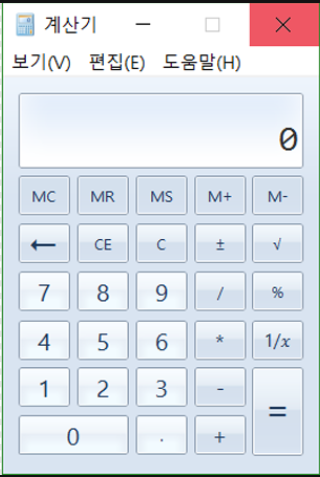 계산기
보기(V) 편집(E) 도움말(H)
0
MC MR MS M+ M-
← CE C ± √
7 8 9 / %
4 5 6 * 1/x
1 2 3 - =
0 . +